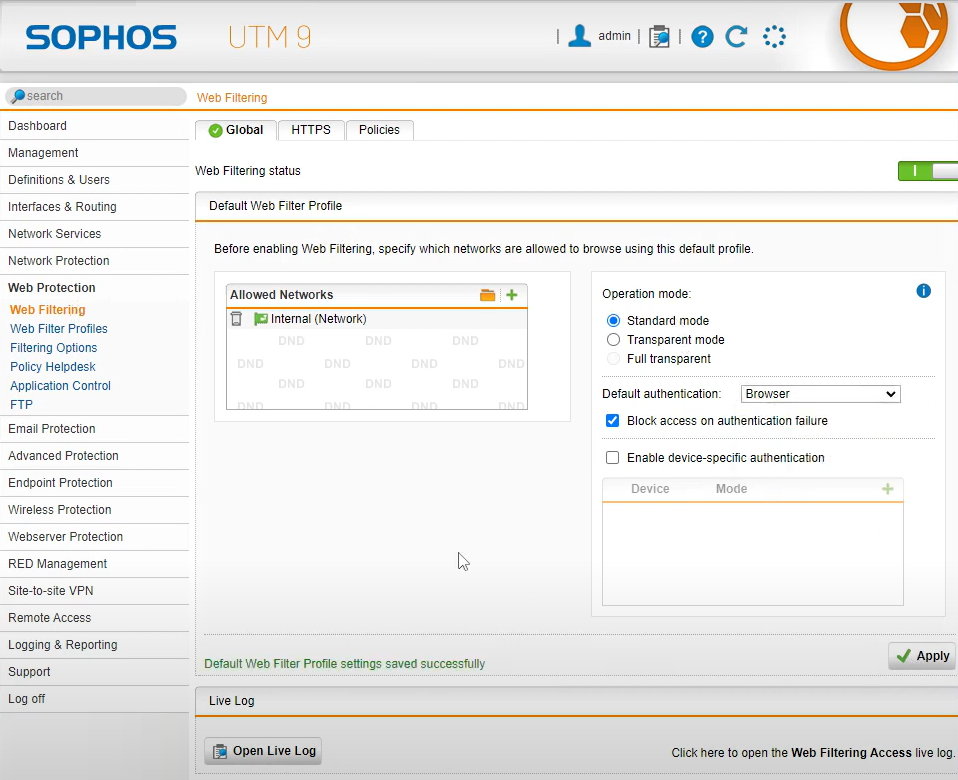 SOPHOS UTM 9 | admin | | ?
search
Web Filtering
Dashboard
Management
Definitions & Users
Interfaces & Routing
Network Services
Network Protection
Web Protection
Web Filtering
Web Filter Profiles
Filtering Options
Policy Helpdesk
Application Control
FTP
Email Protection
Advanced Protection
Endpoint Protection
Wireless Protection
Webserver Protection
RED Management
Site-to-site VPN
Remote Access
Logging & Reporting
Support
Log off
Global HTTPS Policies
Web Filtering status
Default Web Filter Profile
Before enabling Web Filtering, specify which networks are allowed to browse using this default profile.
Allowed Networks
Internal (Network)
DND DND DND
DND DND DND DND
DND DND DND
DND DND DND DND
Operation mode:
Standard mode
Transparent mode
Full transparent
Default authentication: Browser
Block access on authentication failure
Enable device-specific authentication
Device Mode
Default Web Filter Profile settings saved successfully
Apply
Live Log
Open Live Log
Click here to open the Web Filtering Access live log.